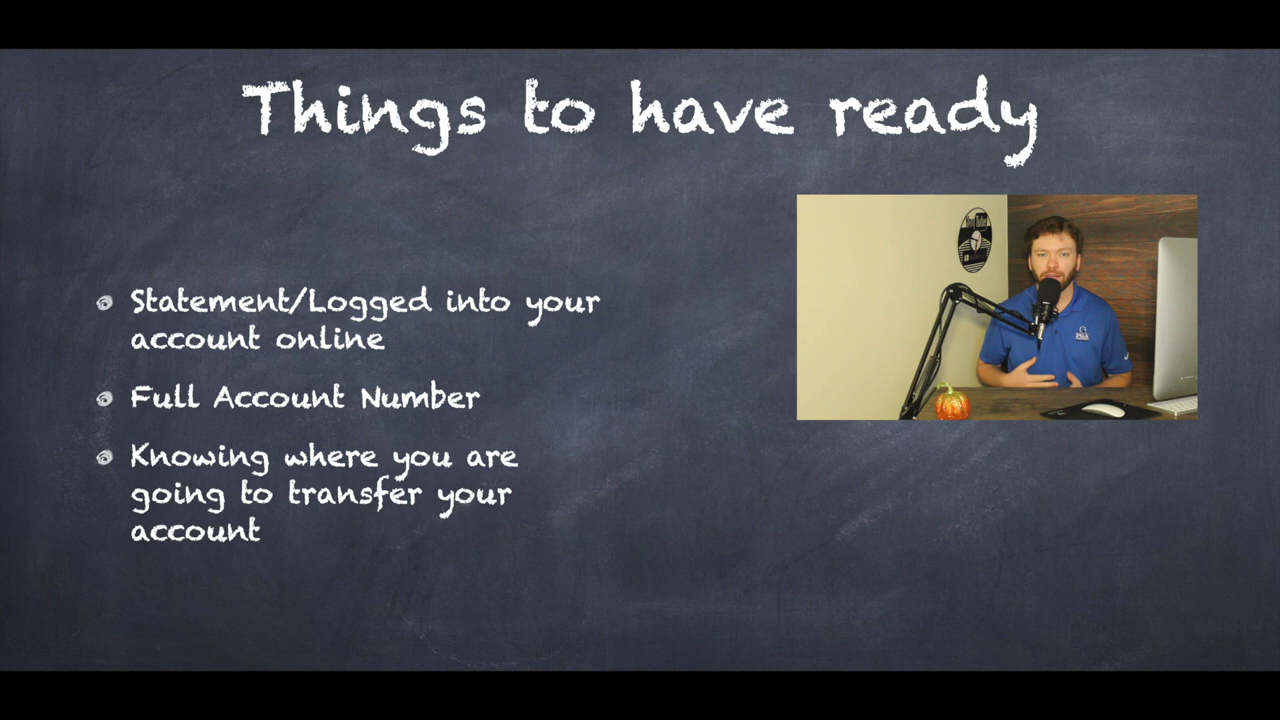 Things to have ready
Statement/Logged into your
account online
Full Account Number
Knowing where you are
going to transfer your
account
YouTube